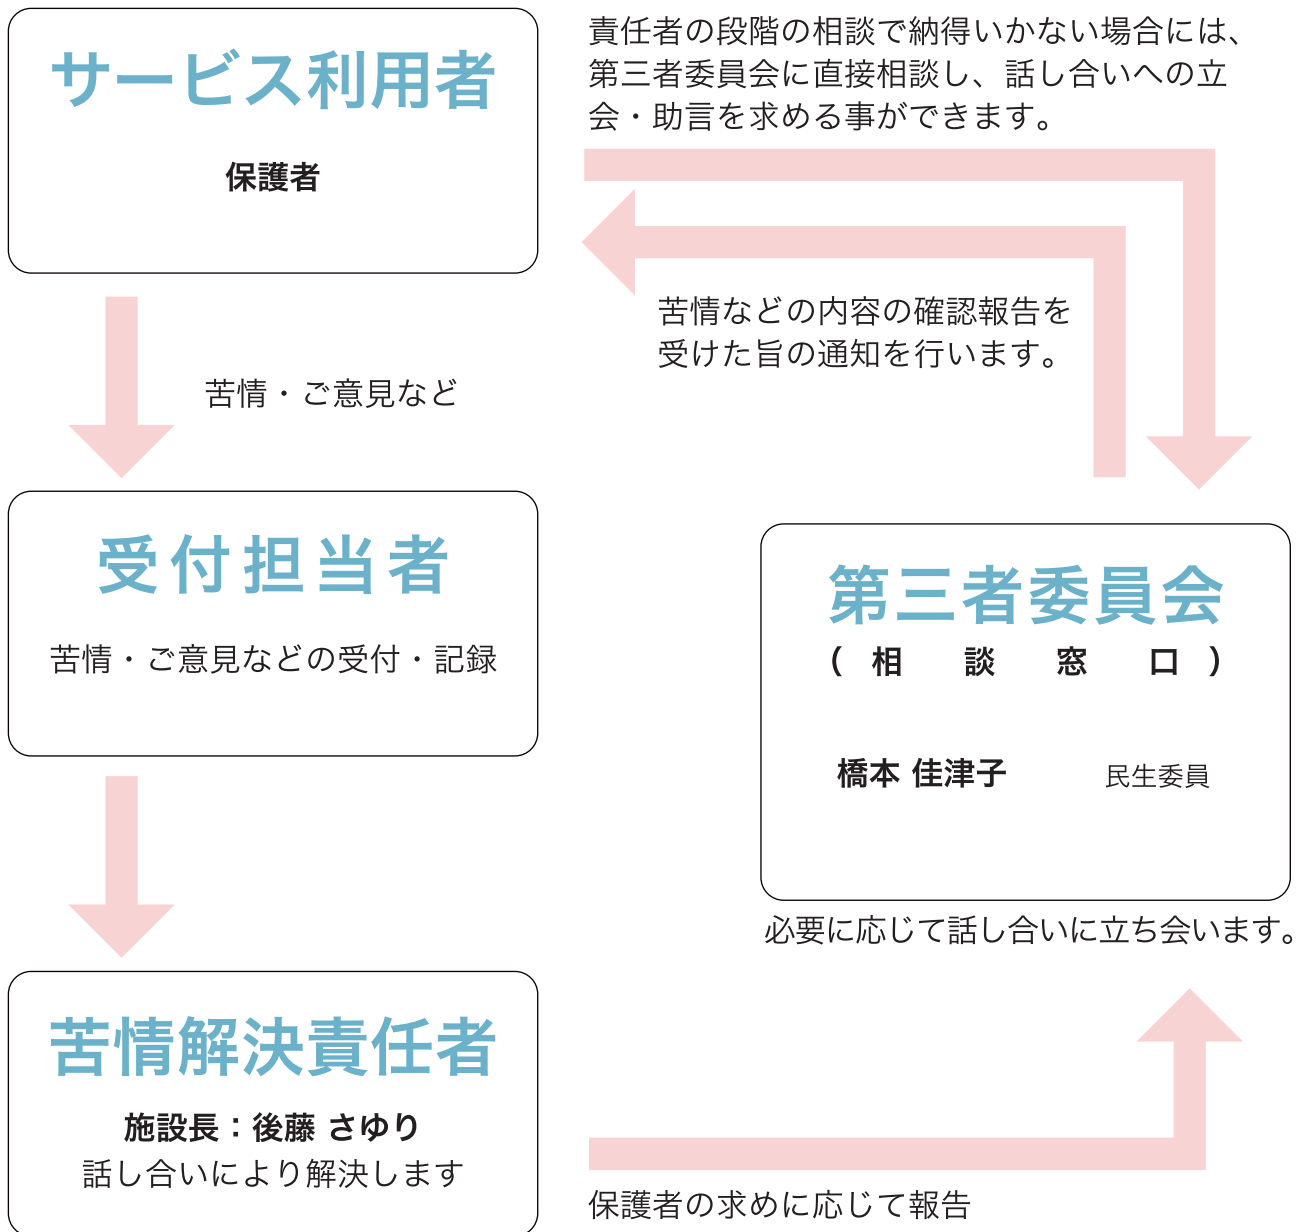 サービス利用者
保護者
責任者の段階の相談で納得いかない場合には、
第三者委員会に直接相談し、話し合いへの立
会・助言を求める事ができます。
苦情などの内容の確認報告を
受けた旨の通知を行います。
苦情・ご意見など
受付担当者
苦情・ご意見などの受付・記録
第三者委員会
(相談窓口)
橋本 佳津子 民生委員
必要に応じて話し合いに立ち会います。
苦情解決責任者
施設長：後藤 さゆり
話し合いにより解決します
保護者の求めに応じて報告